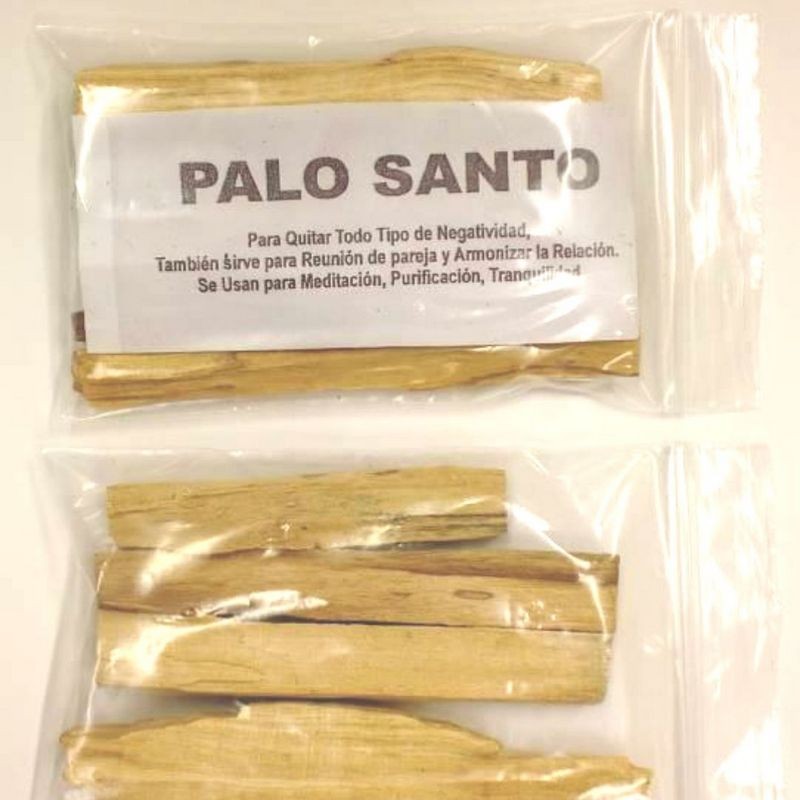 PALO SANTO
Para Quitar Todo Tipo de Negatividad,
También sirve para Reunión de pareja y Armonizar la Relación.
Se Usan para Meditación, Purificación, Tranquilidad